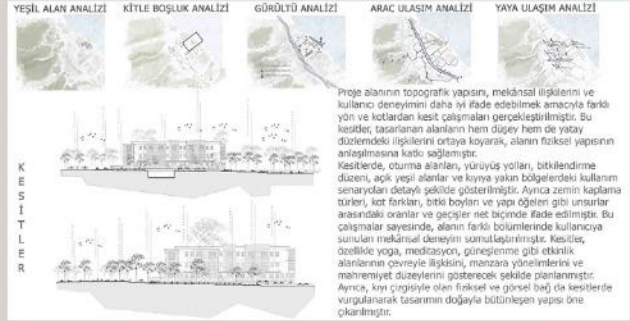 YEŞİL ALAN ANALİZİ
KİTLE BOŞLUK ANALİZİ
GÜRÜLTÜ ANALİZİ
ARAÇ ULAŞIM ANALİZİ
YAYA ULAŞIM ANALİZİ
KESİTLER
Proje alanının topografik yapısını, mekânsal ilişkilerini ve
kullanıcı deneyimini daha iyi ifade edebilmek amacıyla farklı
yön ve kotlardan kesit çalışmaları gerçekleştirilmiştir. Bu
kesitler, tasarlanan alanların hem düşey hem de yatay
düzlemdeki ilişkilerini ortaya koyarak, alanın fiziksel yapısının
anlaşılmasına katkı sağlamıştır.
Kesitlerde, oturma alanları, yürüyüş yolları, bitkilendirme
düzeni, açık yeşil alanlar ve kıyıya yakın bölgelerdeki kullanım
senaryoları detaylı şekilde gösterilmiştir. Ayrıca zemin kaplama
türleri, kot farkları, bitki boyları ve yapı öğeleri gibi unsurlar
arasındaki oranlar ve geçişler net biçimde ifade edilmiştir. Bu
çalışmalar sayesinde, alanın farklı bölümlerinde kullanıcıya
sunulan mekânsal deneyim somutlaştırılmıştır. Kesitler,
özellikle yoga, meditasyon, güneşlenme gibi etkinlik
alanlarının çevreyle ilişkisini, manzara yönelimlerini ve
mahremiyet düzeylerini gösterecek şekilde planlanmıştır.
Ayrıca, kıyı çizgisiyle olan fiziksel ve görsel bağ da kesitlerde
vurgulanarak tasarımın doğayla bütünleşen yapısı öne
çıkarılmıştır.